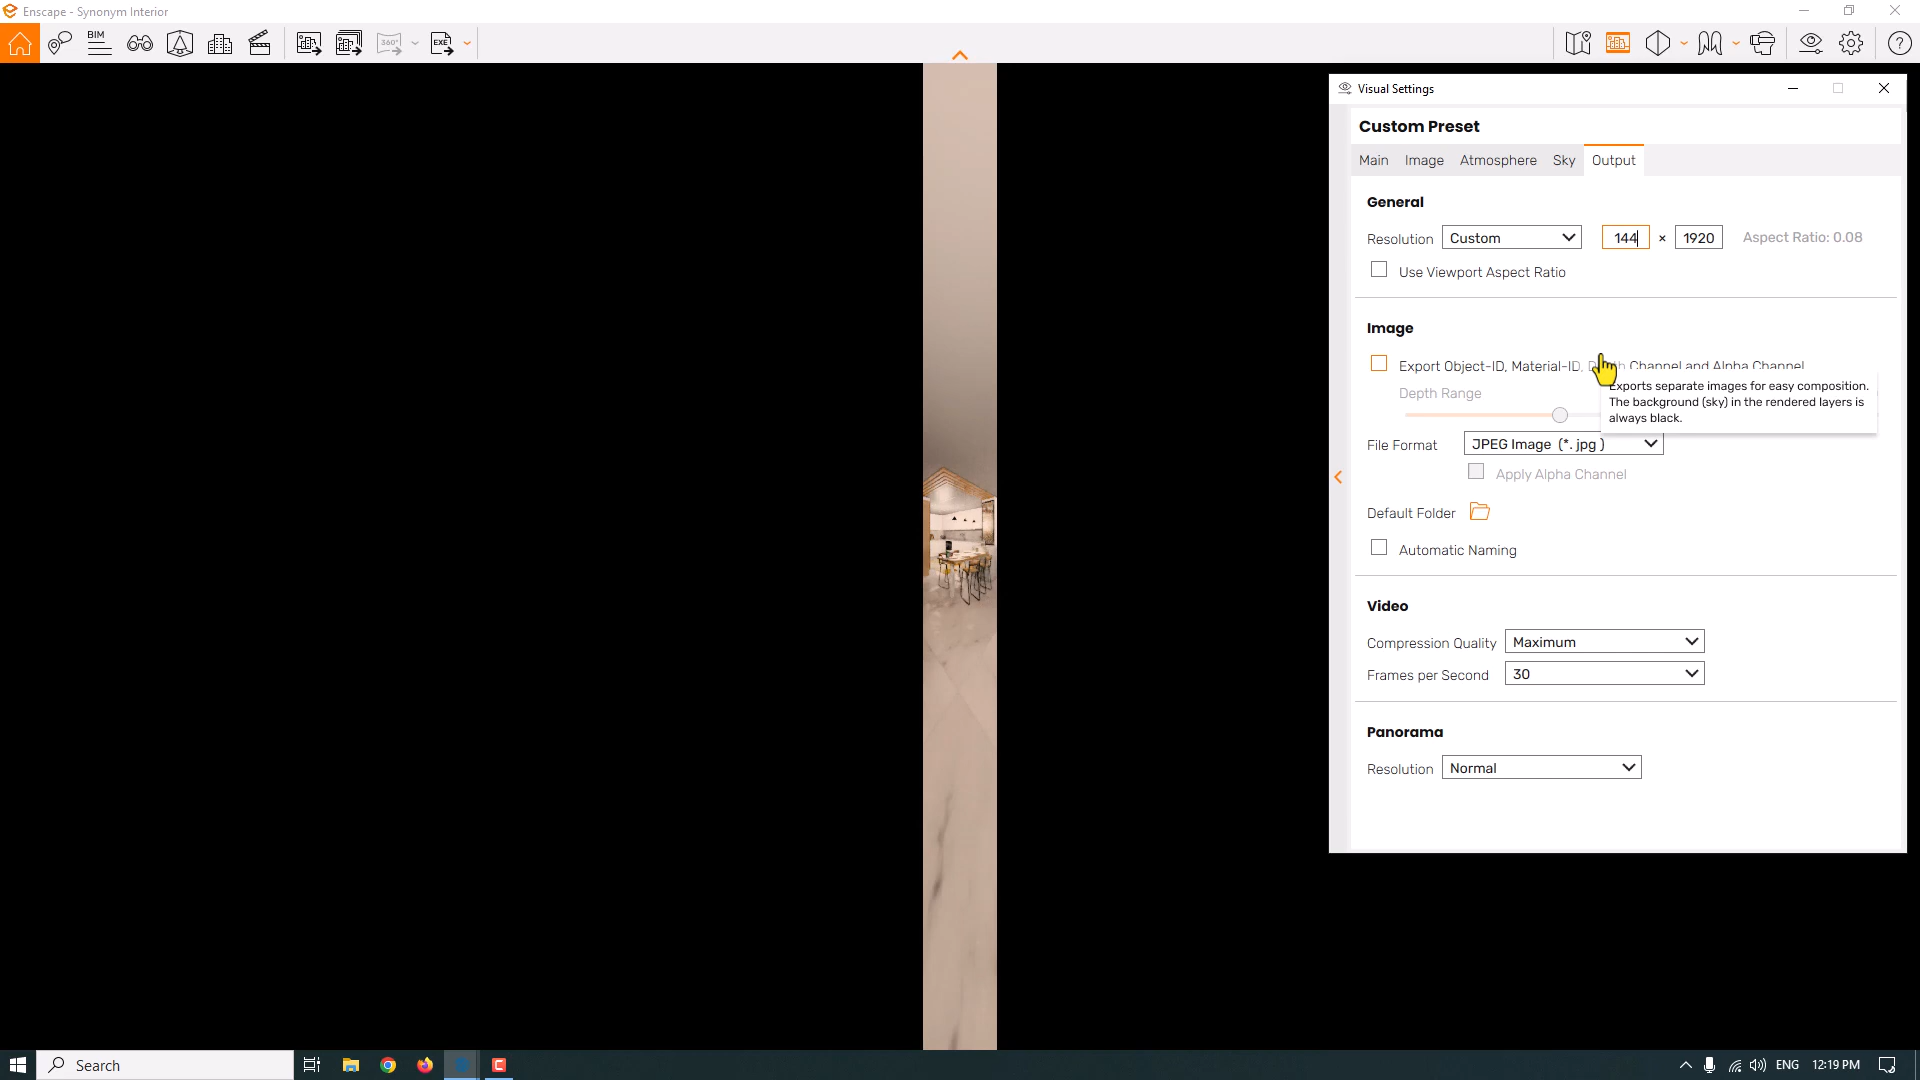 Enscape - Synonym Interior
BIM
360°
EXE
Visual Settings
Custom Preset
Main Image Atmosphere Sky Output
General
Resolution Custom 144 × 1920 Aspect Ratio: 0.08
Use Viewport Aspect Ratio
Image
Export Object-ID, Material-ID, Depth Channel and Alpha Channel
Exports separate images for easy composition.
The background (sky) in the rendered layers is
always black.
Depth Range
File Format JPEG Image (*. jpg )
Apply Alpha Channel
Default Folder
Automatic Naming
Video
Compression Quality Maximum
Frames per Second 30
Panorama
Resolution Normal
Search
ENG 12:19 PM